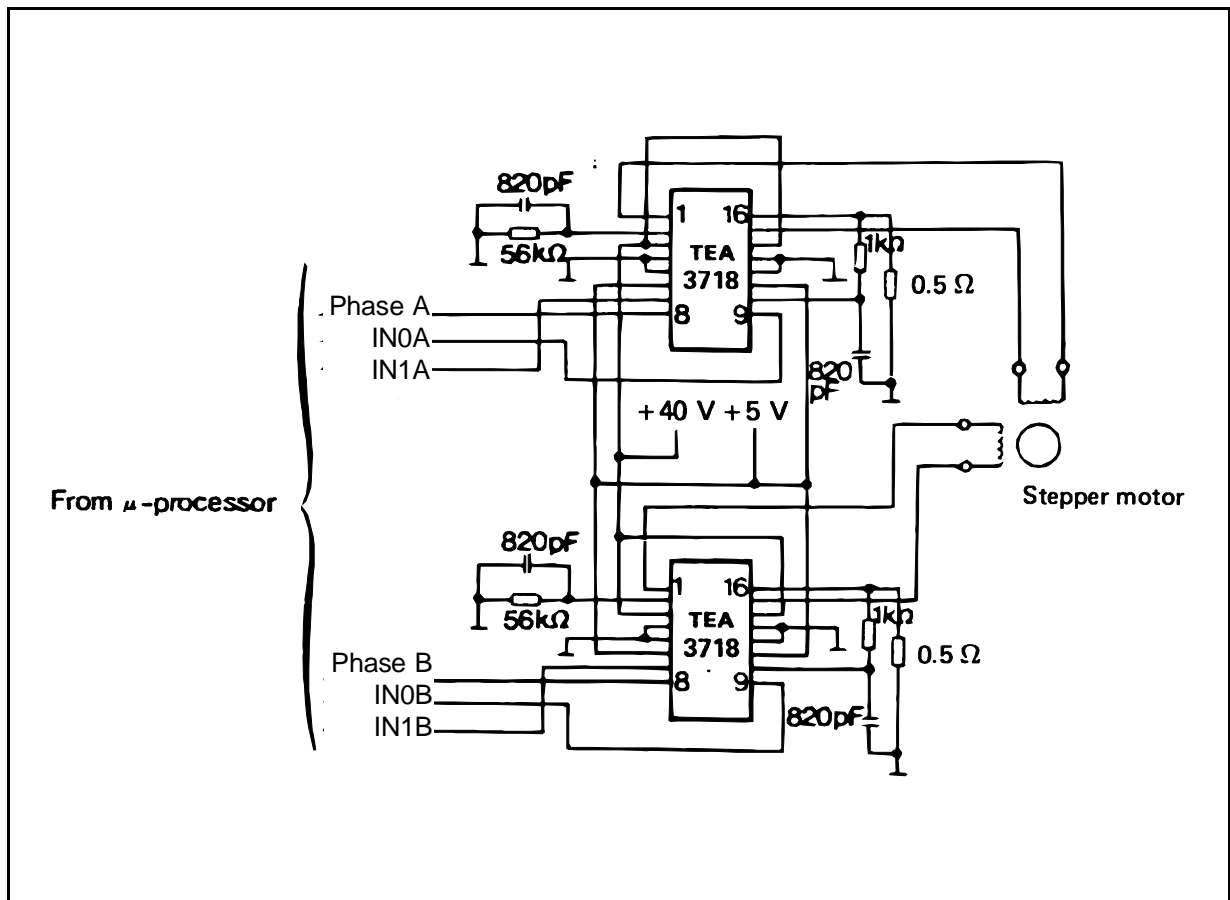 820pF
56kΩ
1 16
TEA
3718
8 9
1kΩ
0.5 Ω
820
pF
Phase A
IN0A
IN1A
+40 V +5 V
From μ-processor
Stepper motor
820pF
56kΩ
1 16
TEA
3718
8 9
1kΩ
0.5 Ω
820pF
Phase B
IN0B
IN1B